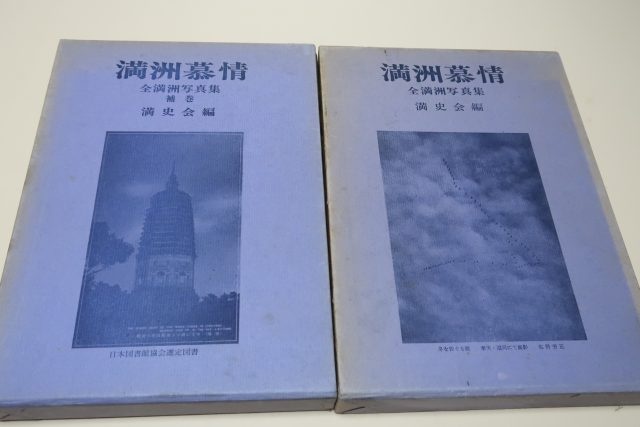 満洲慕情
全満洲写真集
補巻
満史会編
日本図書館協会選定図書
満洲慕情
全満洲写真集
満史会編